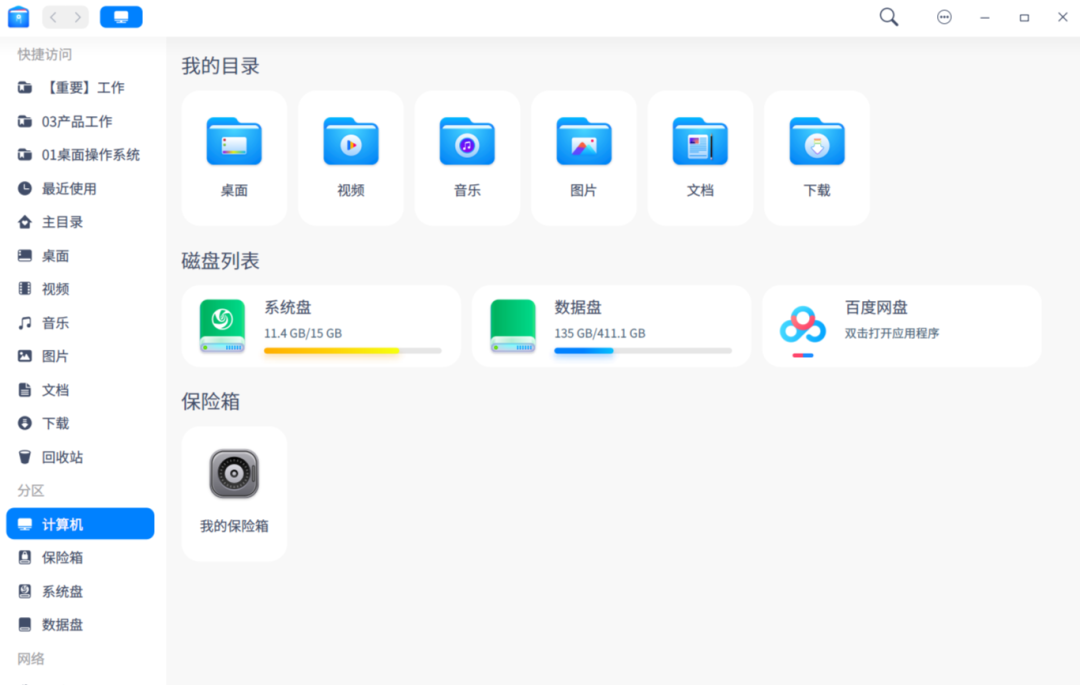 快捷访问
【重要】工作
03产品工作
01桌面操作系统
最近使用
主目录
桌面
视频
音乐
图片
文档
下载
回收站
分区
计算机
保险箱
系统盘
数据盘
网络
我的目录
桌面
视频
音乐
图片
文档
下载
磁盘列表
系统盘
11.4 GB/15 GB
数据盘
135 GB/411.1 GB
百度网盘
双击打开应用程序
保险箱
我的保险箱